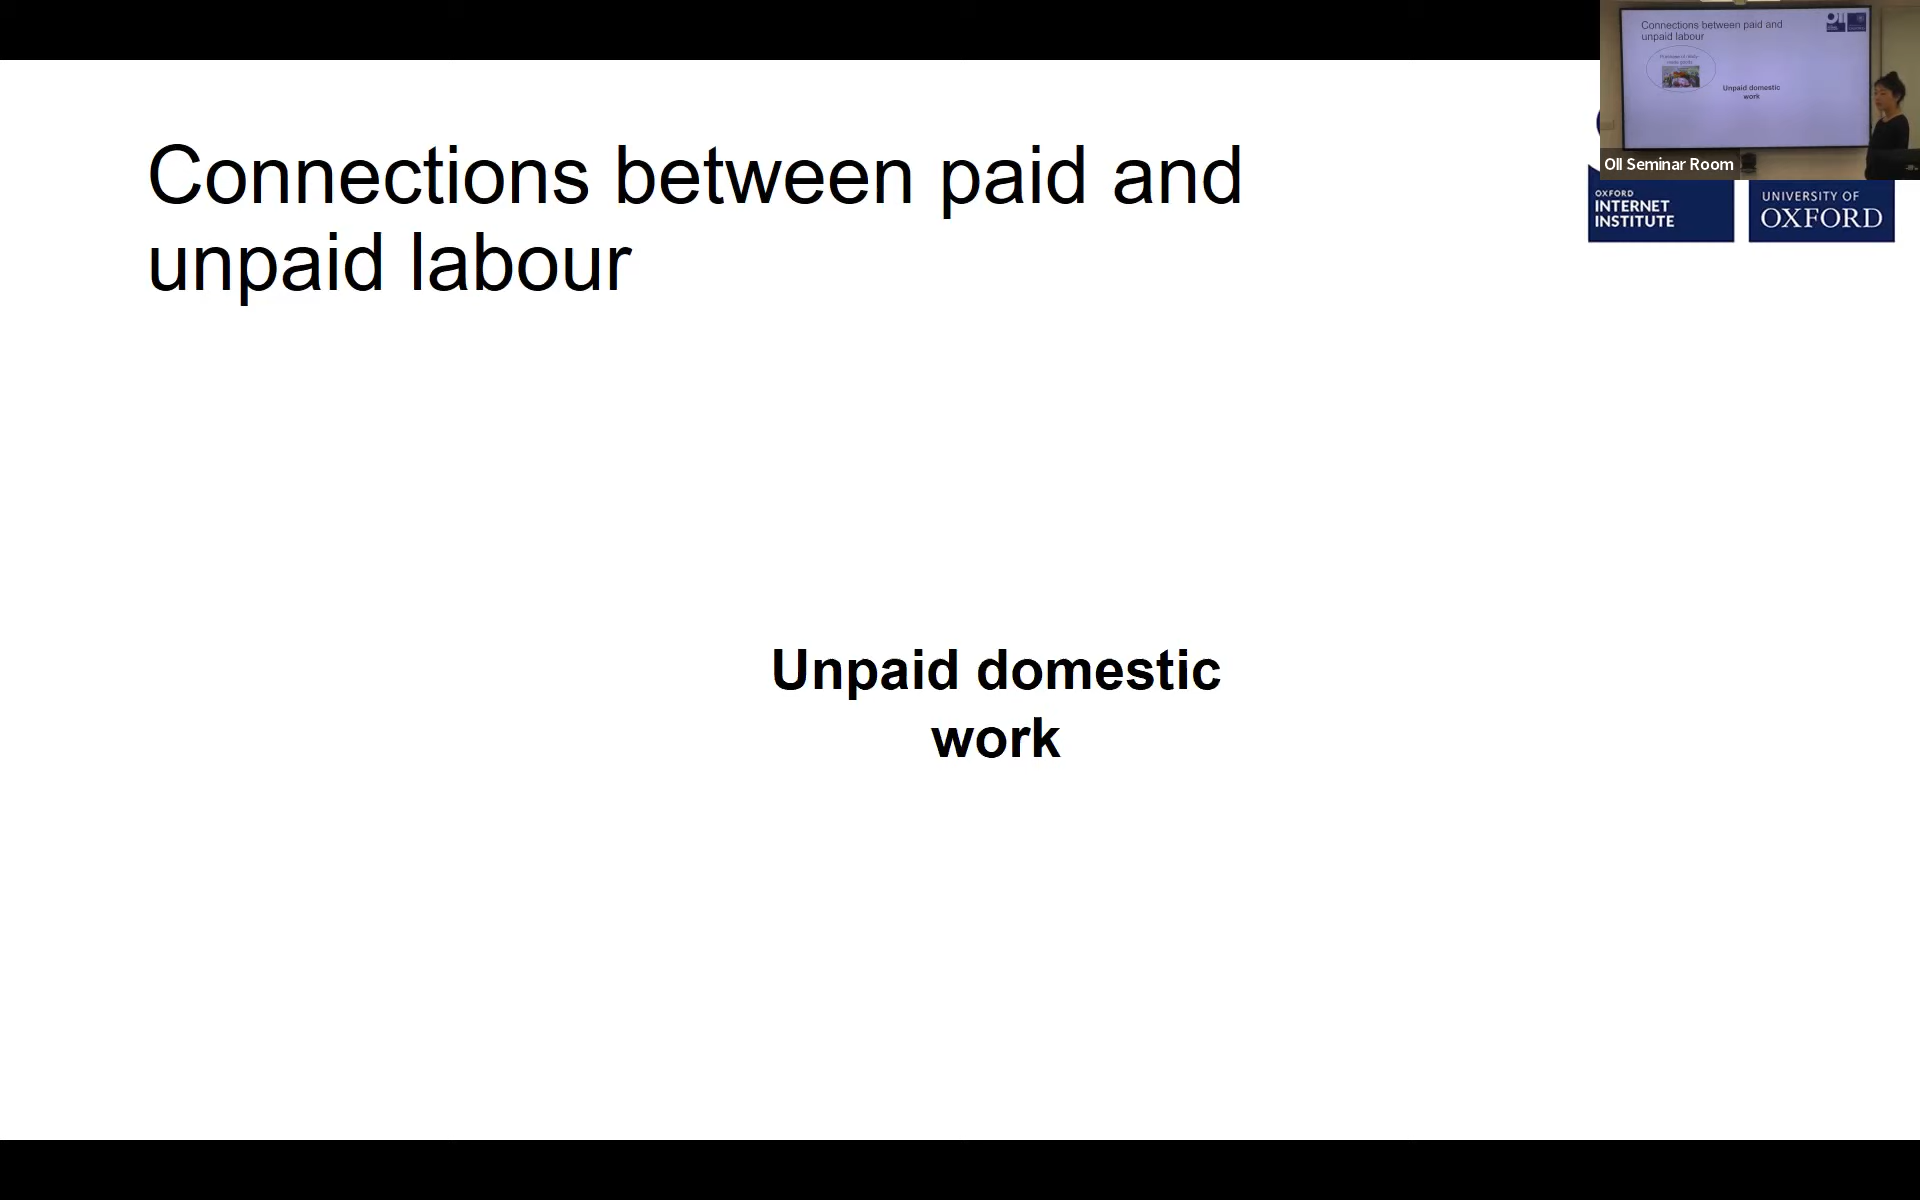 Connections between paid and
unpaid labour
Unpaid domestic
work
Connections between paid and
unpaid labour
Unpaid domestic
work
OII Seminar Room
OXFORD
INTERNET
INSTITUTE
UNIVERSITY OF
OXFORD